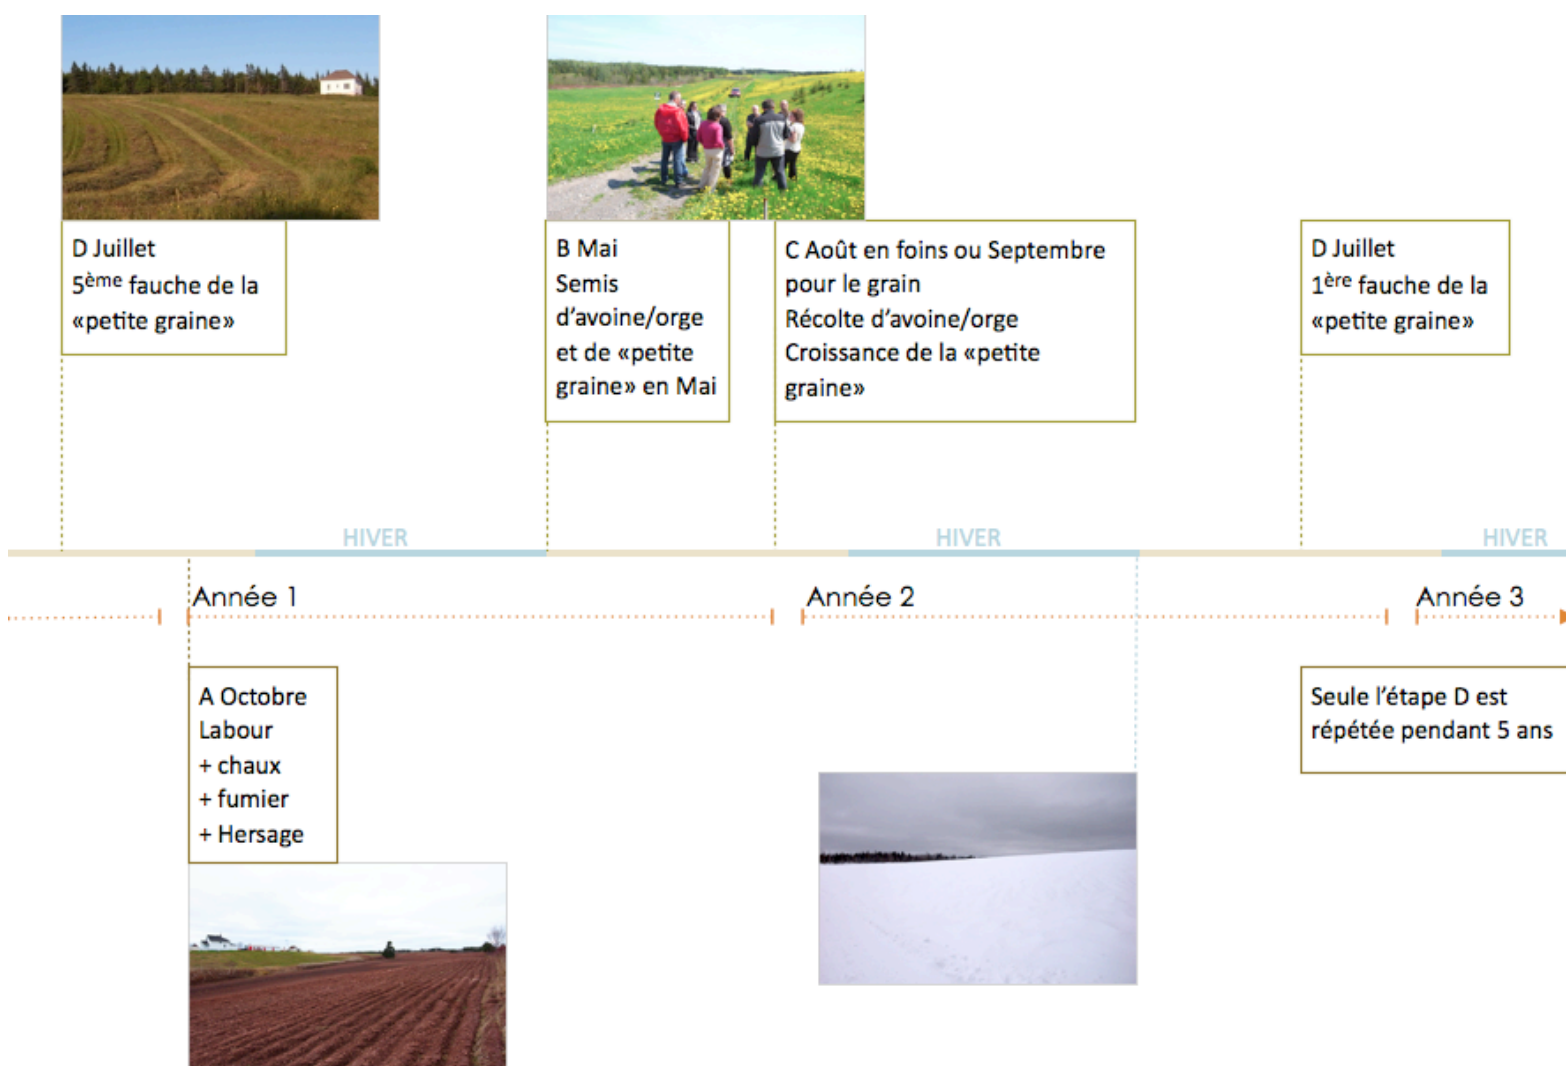 D Juillet
5ème fauche de la
«petite graine»
B Mai
Semis
d'avoine/orge
et de «petite
graine» en Mai
C Août en foins ou Septembre
pour le grain
Récolte d'avoine/orge
Croissance de la «petite
graine»
D Juillet
1ère fauche de la
«petite graine»
HIVER
HIVER
HIVER
Année 1
Année 2
Année 3
A Octobre
Labour
+ chaux
+ fumier
+ Hersage
Seule l'étape D est
répétée pendant 5 ans